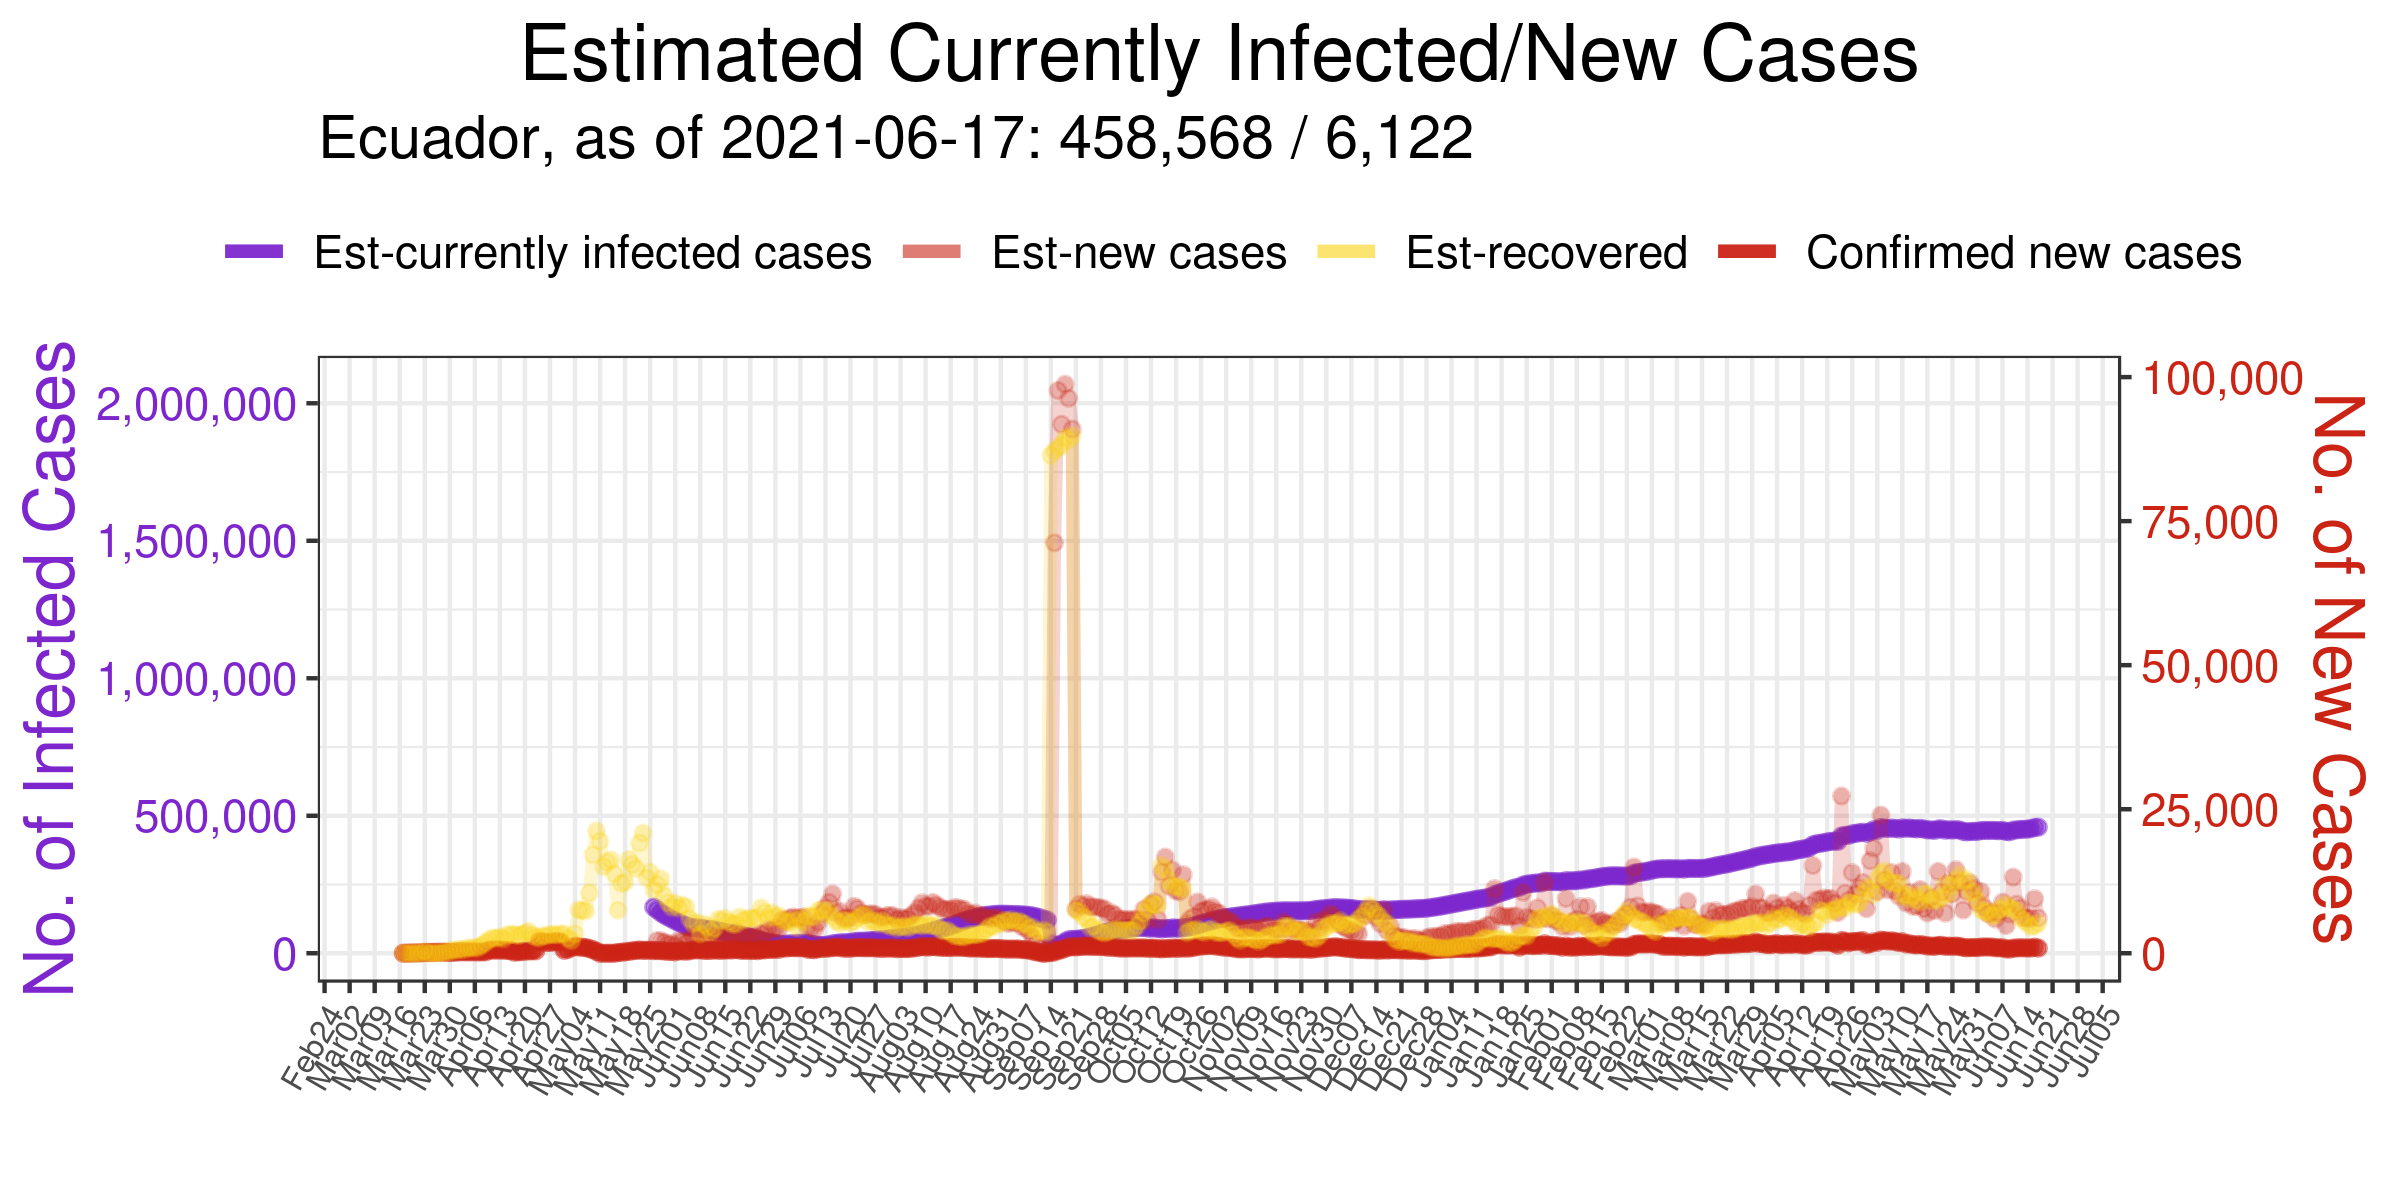 Estimated Currently Infected/New Cases
Ecuador, as of 2021-06-17: 458,568 / 6,122
Est-currently infected cases Est-new cases Est-recovered Confirmed new cases
No. of Infected Cases
2,000,000
1,500,000
1,000,000
500,000
0
100,000
75,000
50,000
25,000
0
No. of New Cases
Feb24
Mar02
Mar09
Mar16
Mar23
Mar30
Apr06
Apr13
Apr20
Apr27
May04
May11
May18
May25
Jun01
Jun08
Jun15
Jun22
Jun29
Jul06
Jul13
Jul20
Jul27
Aug03
Aug10
Aug17
Aug24
Aug31
Sep07
Sep14
Sep21
Sep28
Oct05
Oct12
Oct19
Oct26
Nov02
Nov09
Nov16
Nov23
Nov30
Dec07
Dec14
Dec21
Dec28
Jan04
Jan11
Jan18
Jan25
Feb01
Feb08
Feb15
Feb22
Mar01
Mar08
Mar15
Mar22
Mar29
Apr05
Apr12
Apr19
Apr26
May03
May10
May17
May24
May31
Jun07
Jun14
Jun21
Jun28
Jul05